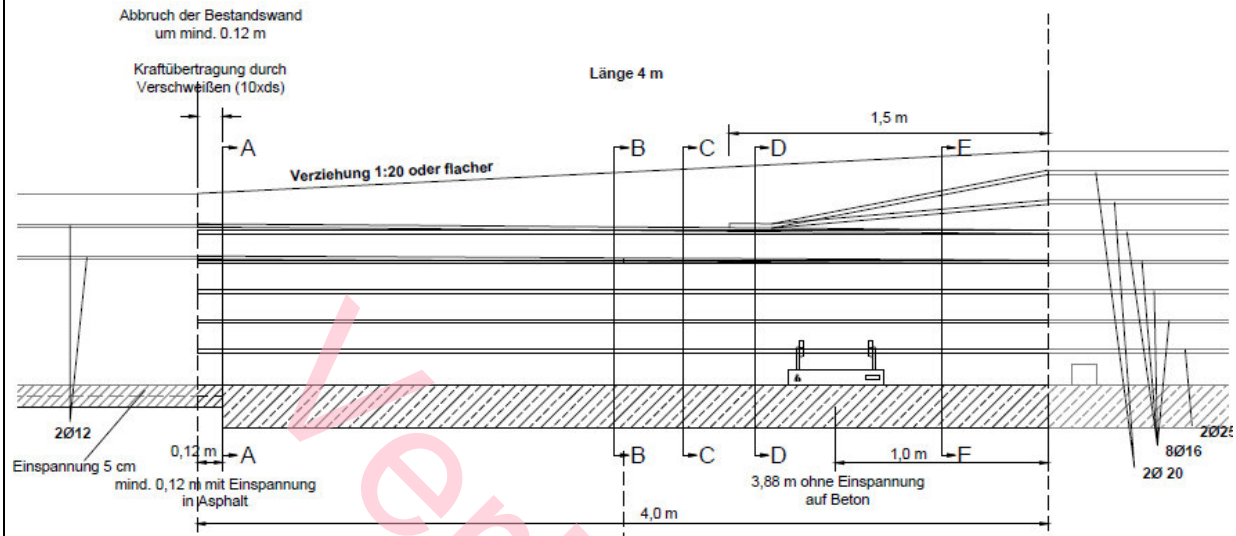 Abbruch der Bestandswand
um mind. 0.12 m
Kraftübertragung durch
Verschweißen (10xds)
Länge 4 m
1,5 m
A
B
C
D
E
Verziehung 1:20 oder flacher
2Ø12
Einspannung 5 cm
0,12 m
A
mind. 0,12 m mit Einspannung
in Asphalt
B
C
D
1,0 m
E
3,88 m ohne Einspannung
auf Beton
4,0 m
2Ø25
8Ø16
2Ø 20